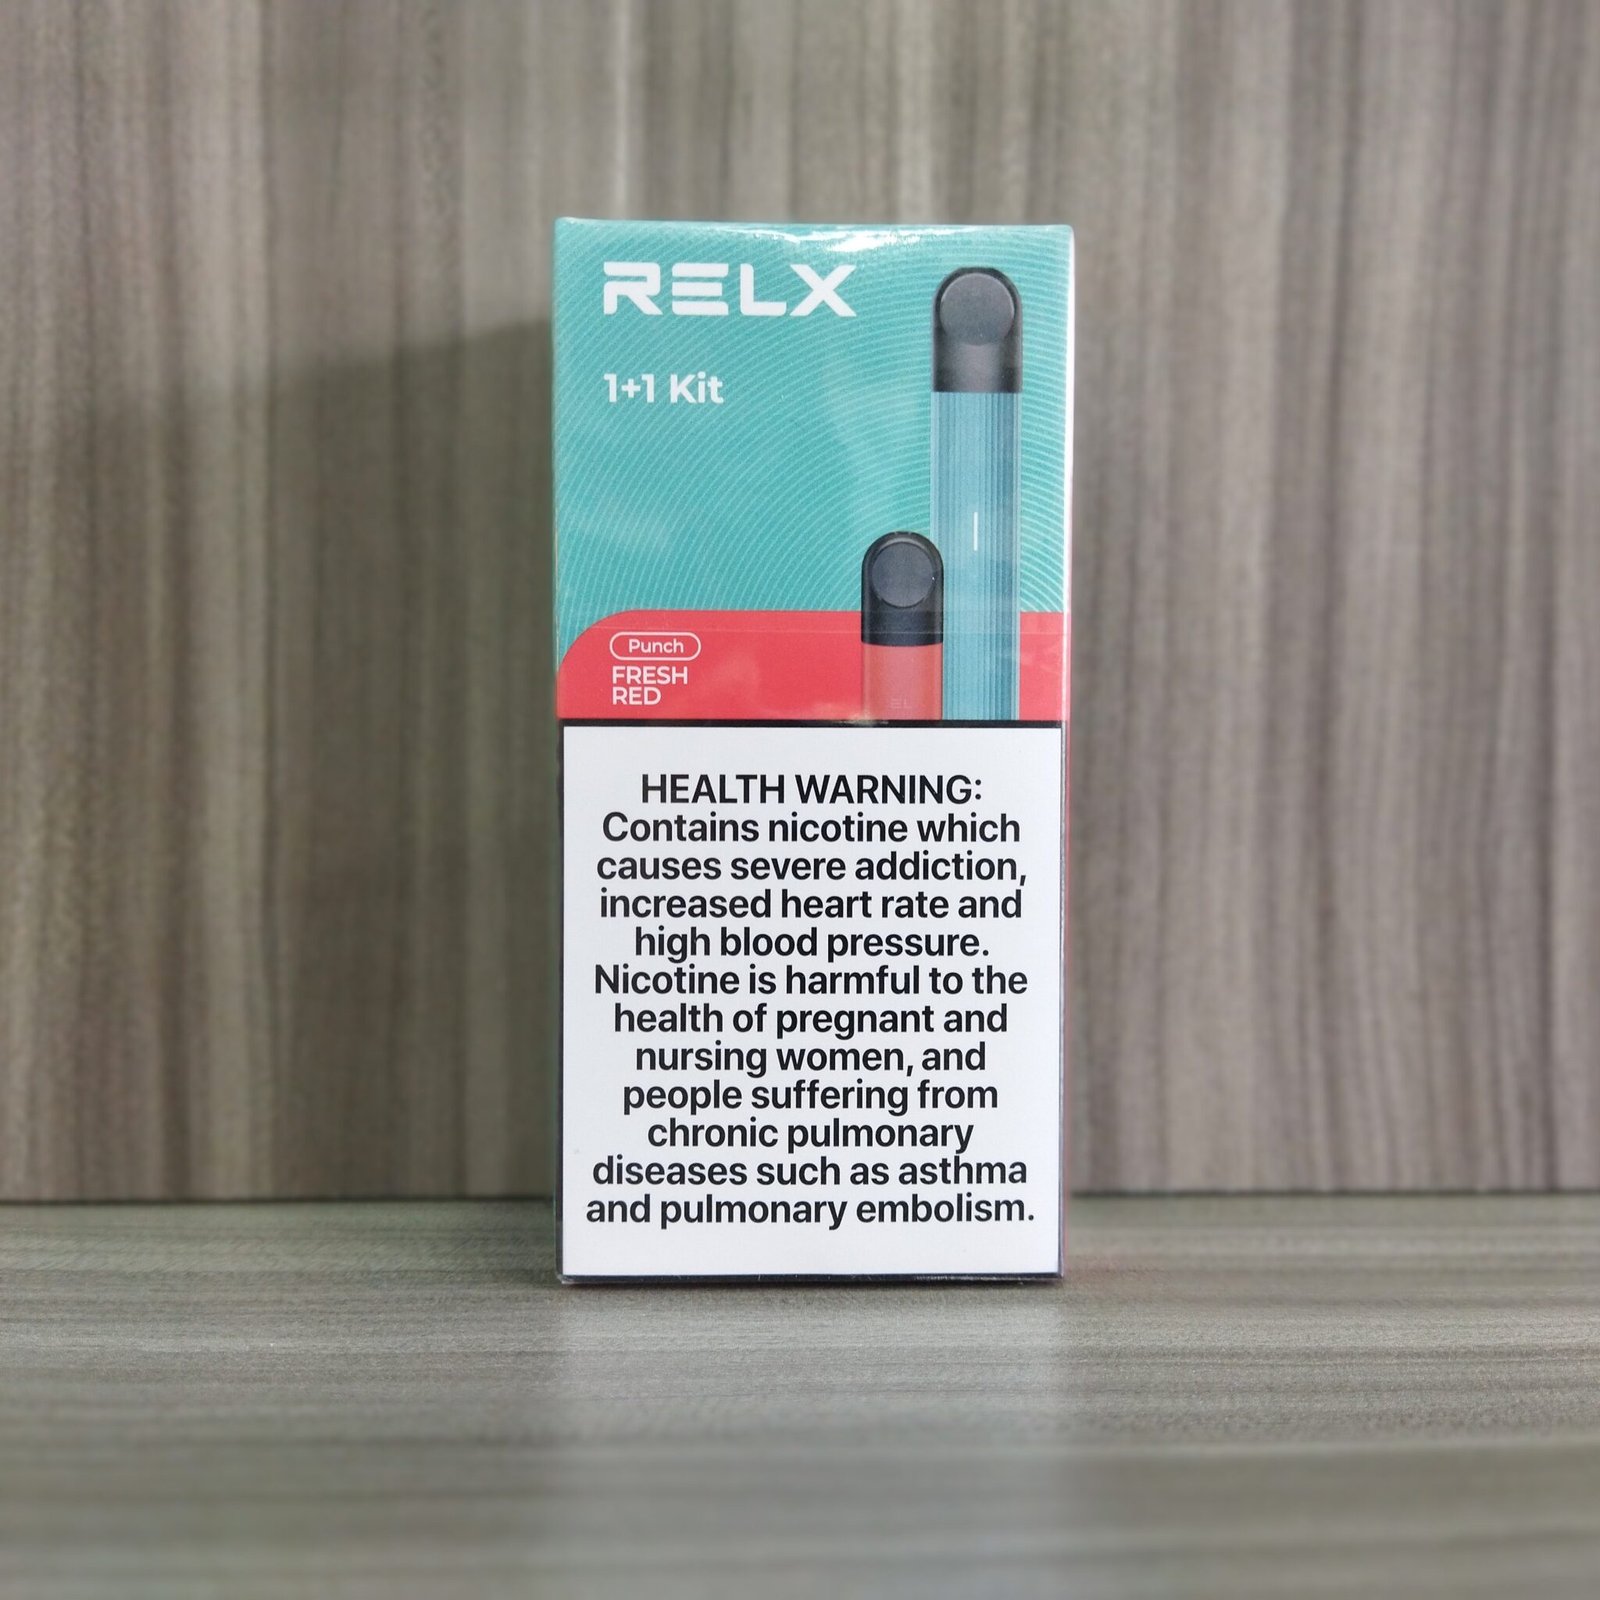 RELX
1+1 Kit
Punch
FRESH
RED
HEALTH WARNING:
Contains nicotine which
causes severe addiction,
increased heart rate and
high blood pressure.
Nicotine is harmful to the
health of pregnant and
nursing women, and
people suffering from
chronic pulmonary
diseases such as asthma
and pulmonary embolism.